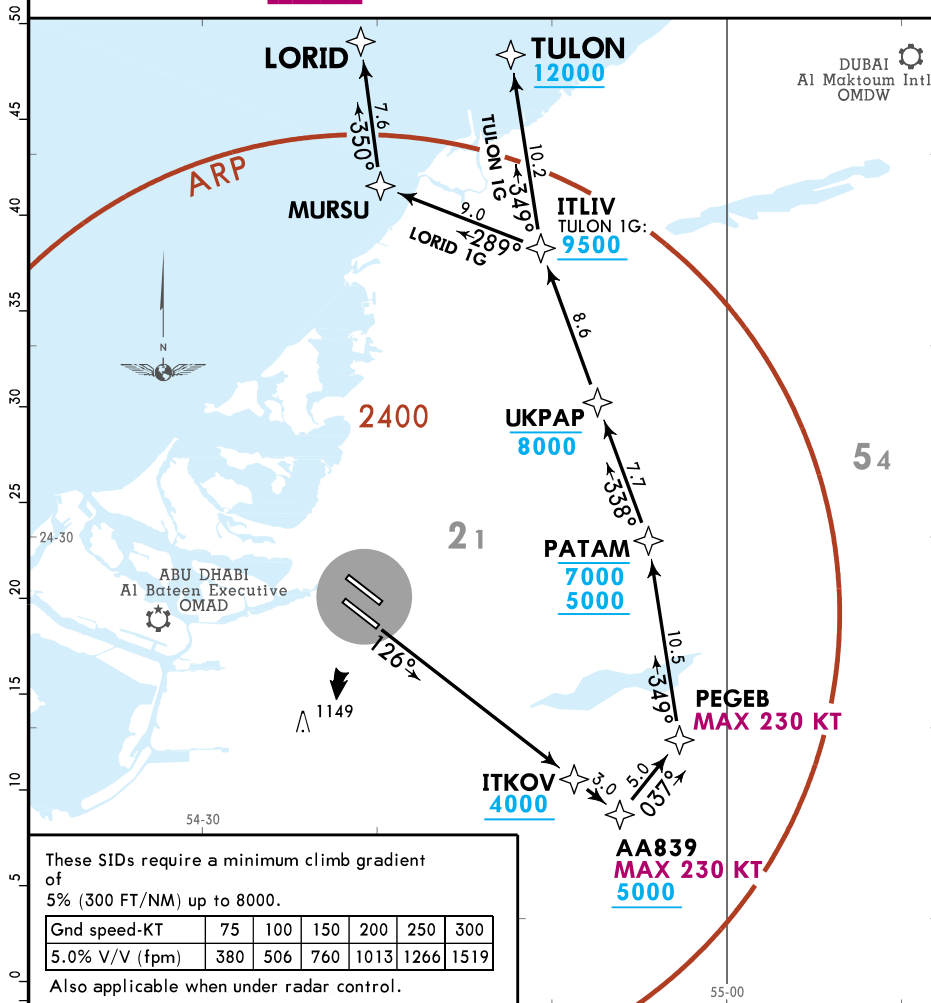 50
LORID
TULON
12000
DUBAI
Al Maktoum Intl
OMDW
45
7.6
350°
TULON 1G
10.2
349°
ARP
MURSU
40
9.0
289°
LORID 1G
ITLIV
TULON 1G:
9500
35
8.6
N
30
2400
UKPAP
8000
54
7.7
338°
25
24-30
21
PATAM
7000
5000
ABU DHABI
Al Bateen Executive
OMAD
20
126°
10.5
349°
15
1149
PEGEB
MAX 230 KT
10
ITKOV
4000
3.0
5.0
037°
54-30
AA839
MAX 230 KT
5000
These SIDs require a minimum climb gradient
of
5% (300 FT/NM) up to 8000.
5
Gnd speed-KT 75 100 150 200 250 300
5.0% V/V (fpm) 380 506 760 1013 1266 1519
0
Also applicable when under radar control.
55-00